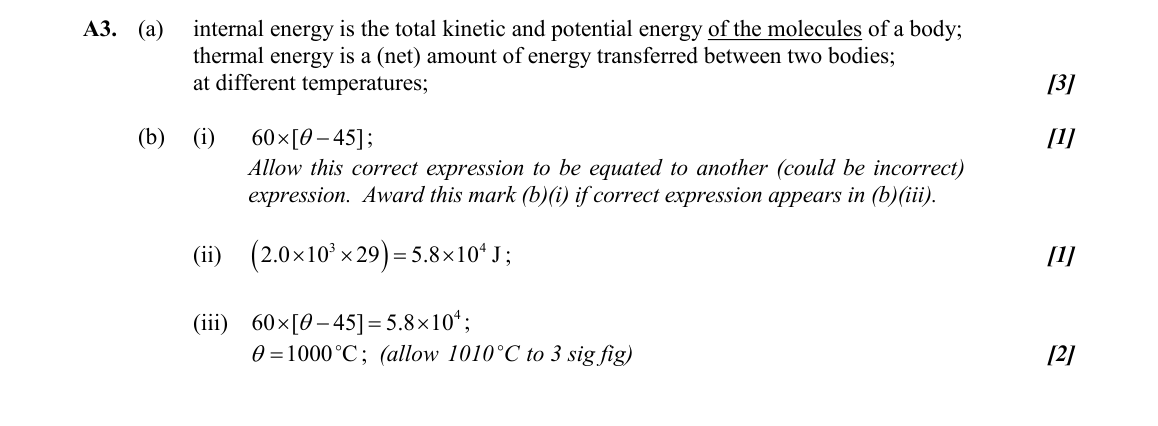 A3. (a) internal energy is the total kinetic and potential energy of the molecules of a body;
thermal energy is a (net) amount of energy transferred between two bodies;
at different temperatures; [3]
(b) (i) 60×[θ−45]; [1]
Allow this correct expression to be equated to another (could be incorrect)
expression. Award this mark (b)(i) if correct expression appears in (b)(iii).
(ii) (2.0×10³×29)=5.8×10⁴ J; [1]
(iii) 60×[θ−45]=5.8×10⁴;
θ=1000°C; (allow 1010°C to 3 sig fig) [2]